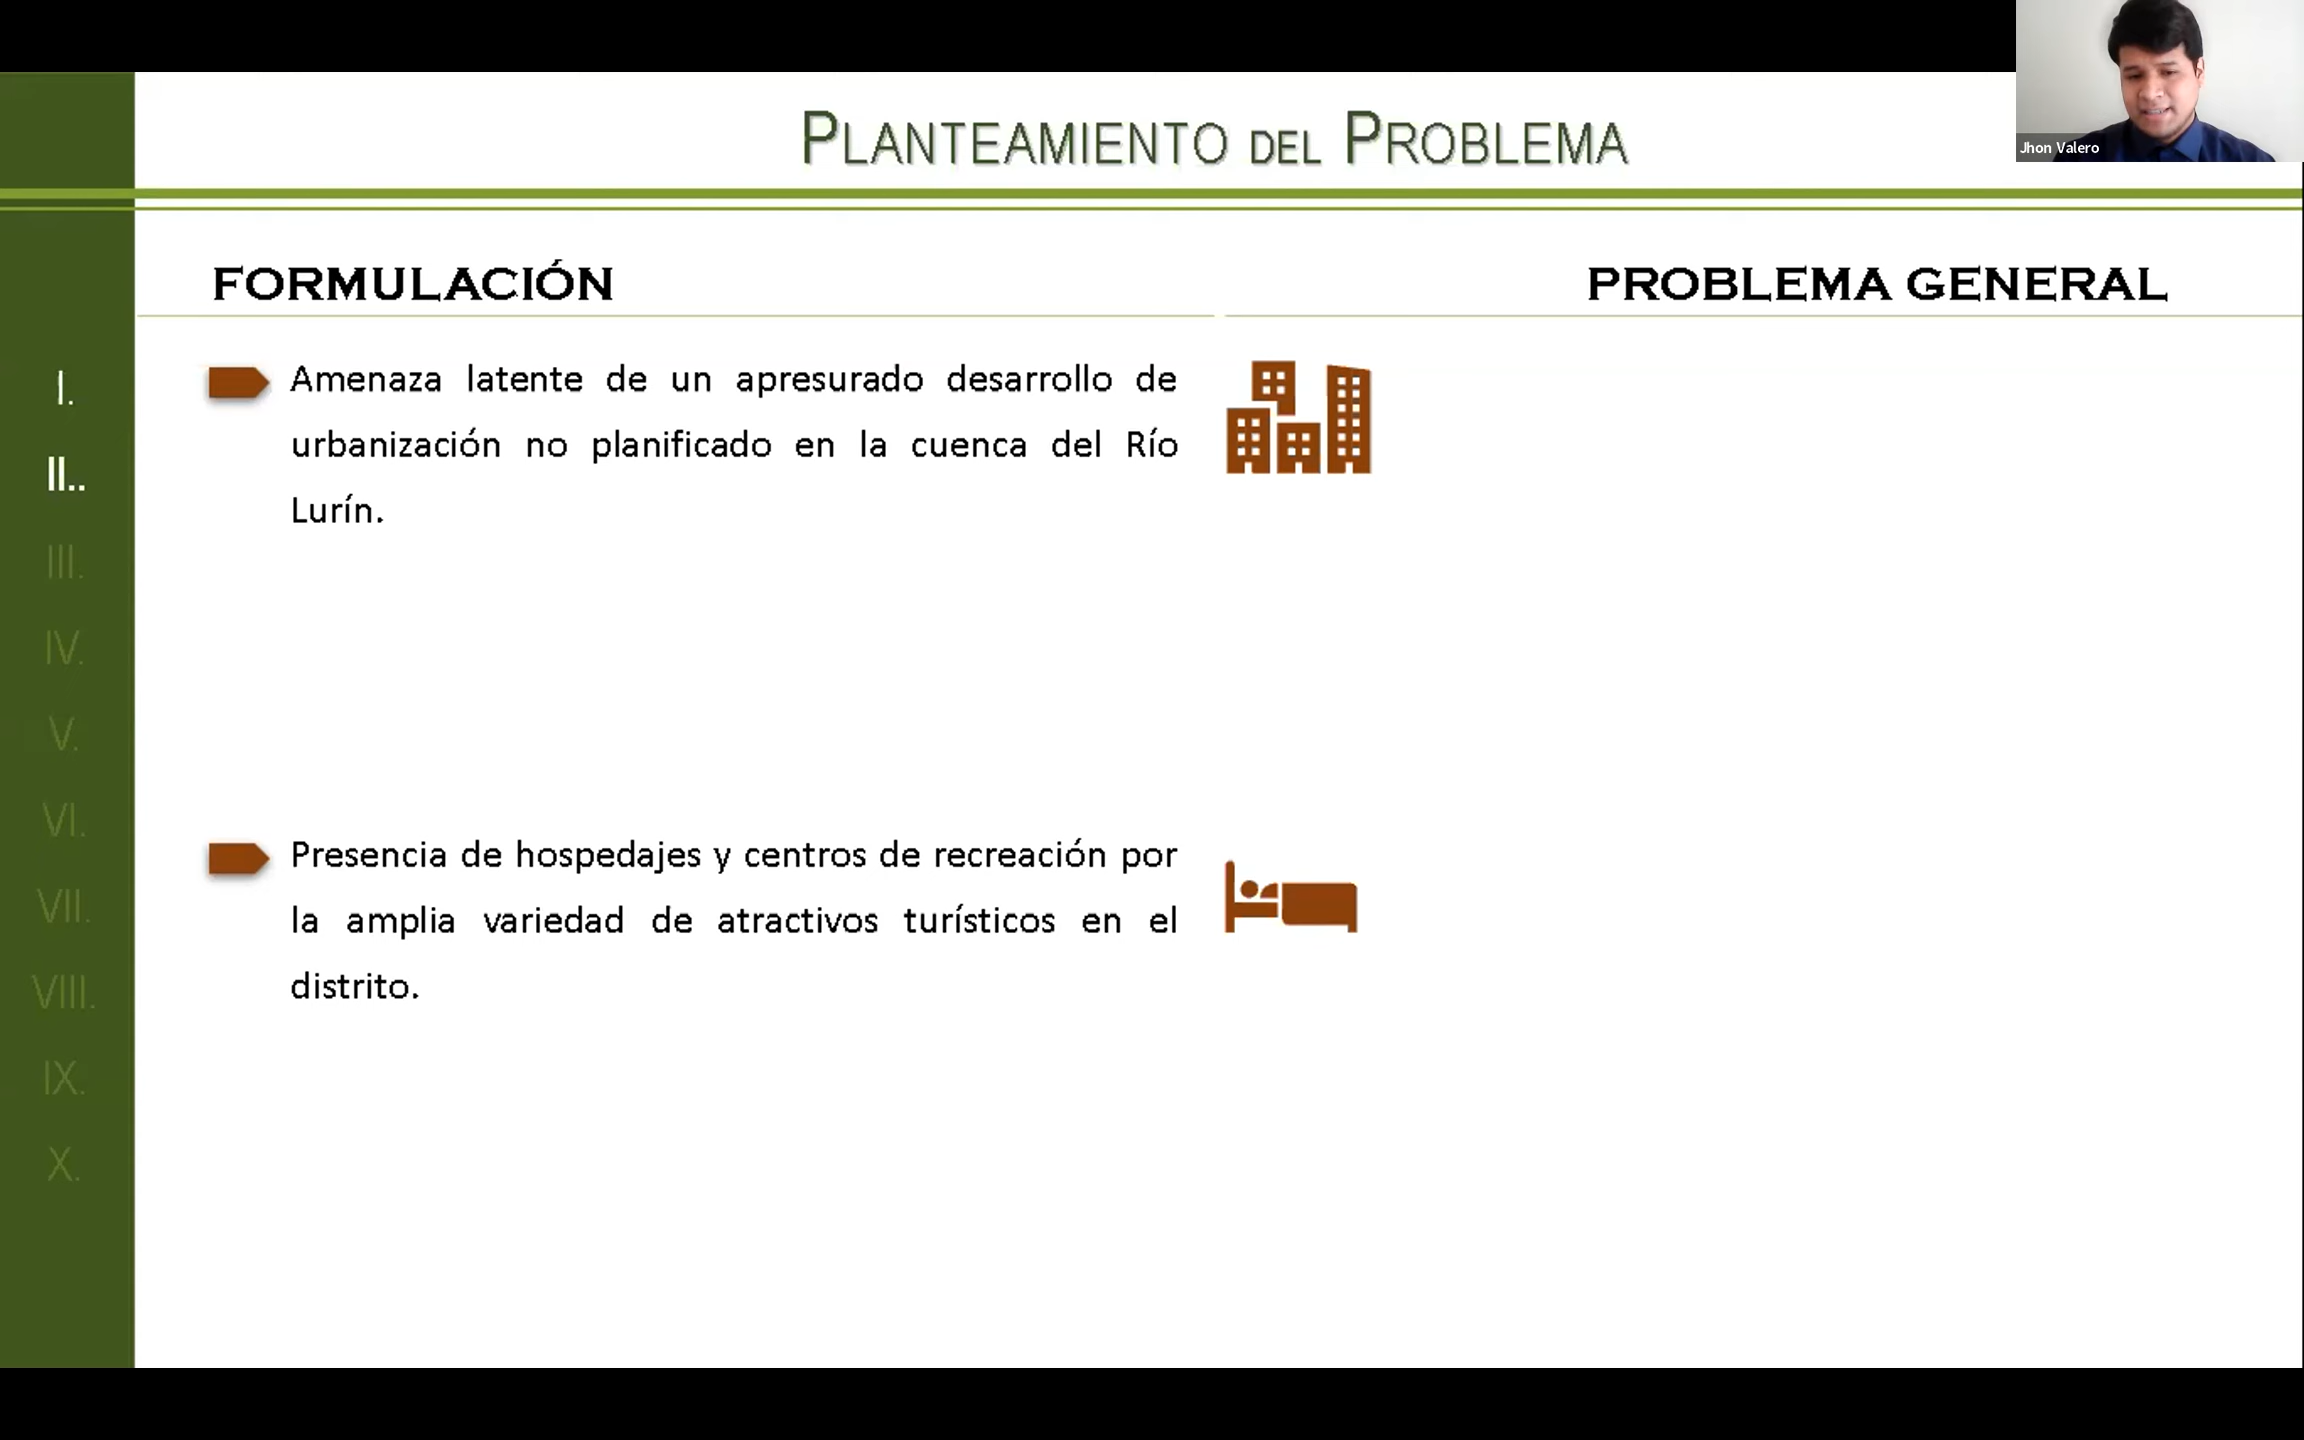 PLANTEAMIENTO DEL PROBLEMA
Jhon Valero
FORMULACIÓN
PROBLEMA GENERAL
I.
II..
III.
IV.
V.
VI.
VII.
VIII.
IX.
X.
Amenaza latente de un apresurado desarrollo de
urbanización no planificado en la cuenca del Río
Lurín.
Presencia de hospedajes y centros de recreación por
la amplia variedad de atractivos turísticos en el
distrito.